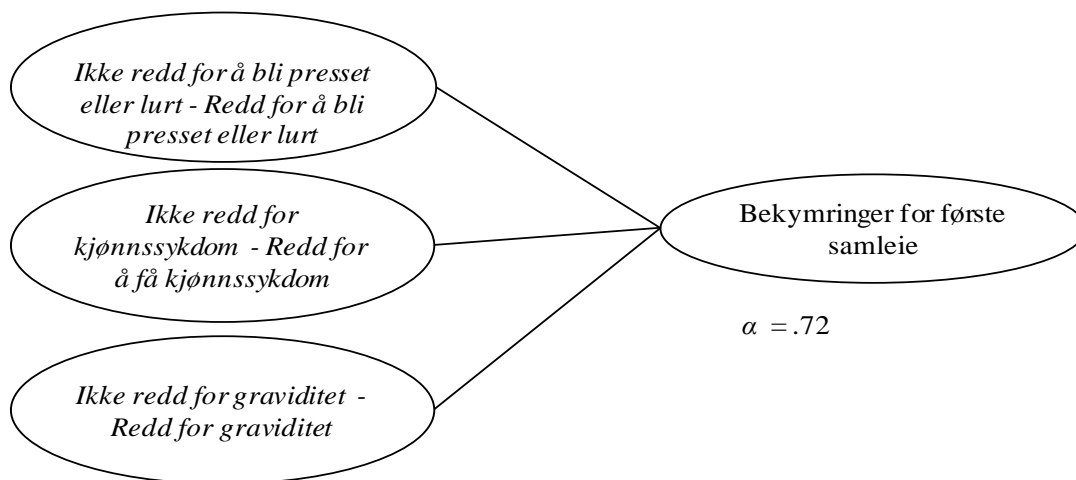 Ikke redd for å bli presset
eller lurt - Redd for å bli
presset eller lurt
Ikke redd for
kjønnssykdom - Redd for
å få kjønnssykdom
Ikke redd for graviditet -
Redd for graviditet
Bekymringer for første
samleie
α = .72